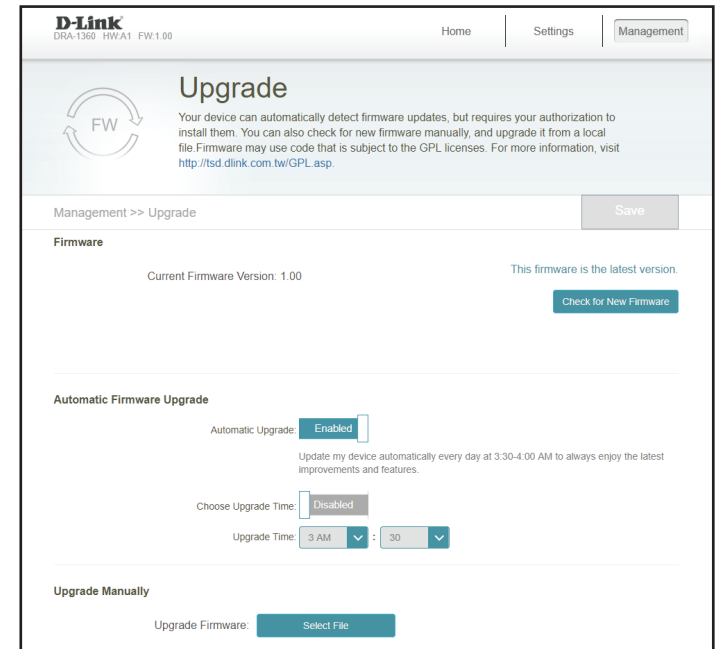 D-Link
DRA-1360 HW:A1 FW:1.00
Home Settings Management
Upgrade
FW
Your device can automatically detect firmware updates, but requires your authorization to
install them. You can also check for new firmware manually, and upgrade it from a local
file.Firmware may use code that is subject to the GPL licenses. For more information, visit
http://tsd.dlink.com.tw/GPL.asp.
Management >> Upgrade
Save
Firmware
Current Firmware Version: 1.00
This firmware is the latest version.
Check for New Firmware
Automatic Firmware Upgrade
Automatic Upgrade: Enabled
Update my device automatically every day at 3:30-4:00 AM to always enjoy the latest
improvements and features.
Choose Upgrade Time: Disabled
Upgrade Time: 3 AM : 30
Upgrade Manually
Upgrade Firmware: Select File